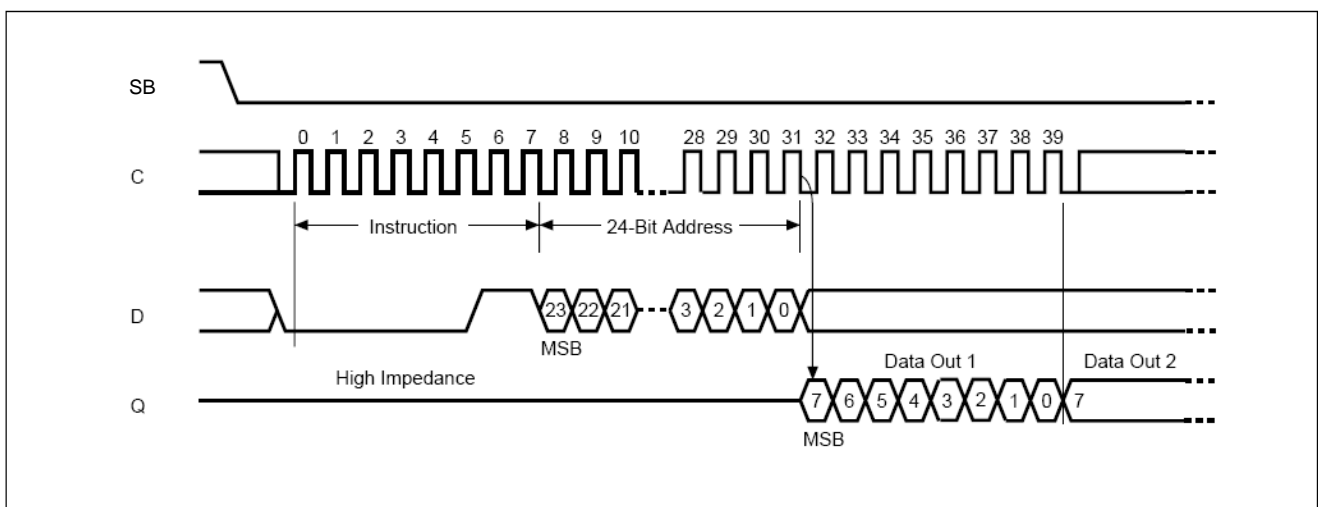 SB
0 1 2 3 4 5 6 7 8 9 10 28 29 30 31 32 33 34 35 36 37 38 39
C
Instruction 24-Bit Address
D 23 22 21 3 2 1 0
MSB
High Impedance Data Out 1 Data Out 2
Q 7 6 5 4 3 2 1 0 7
MSB